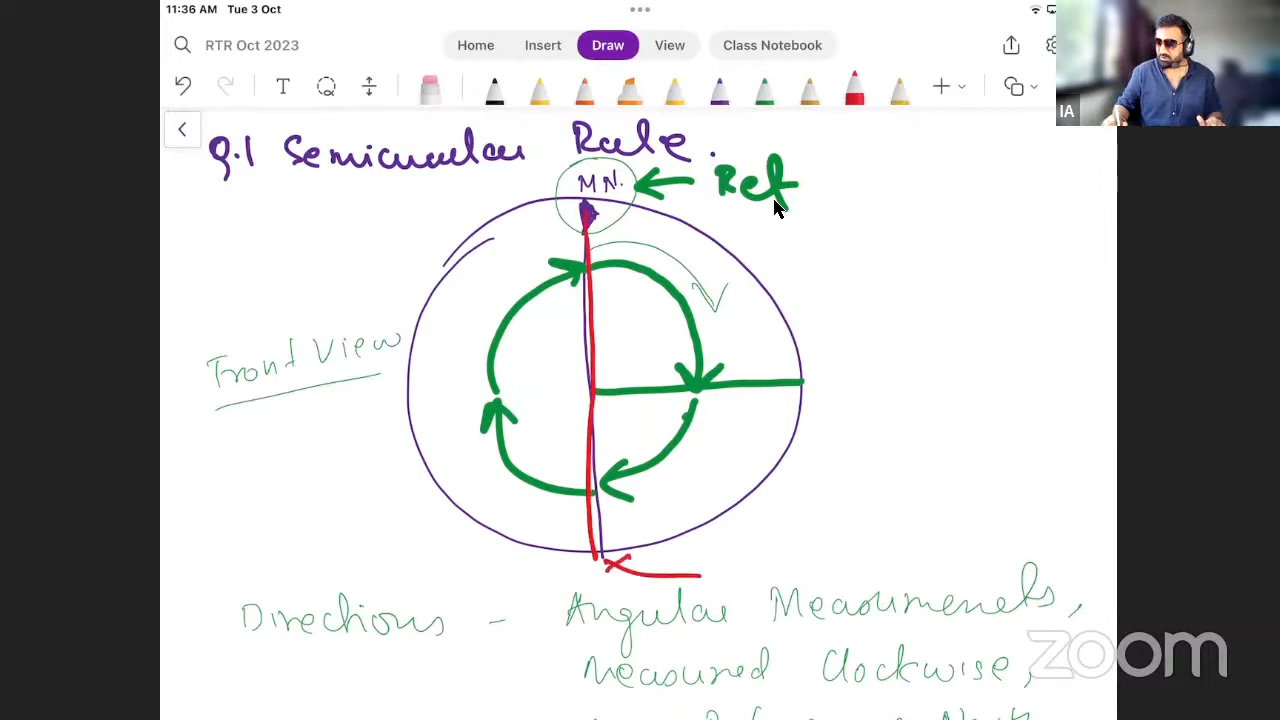 11:36 AM Tue 3 Oct
RTR Oct 2023
Home Insert Draw View Class Notebook
IA
Q.1 Semicircular Rule.
MN. Ref
Front View
Directions - Angular Measurements,
Measured Clockwise,
zoom